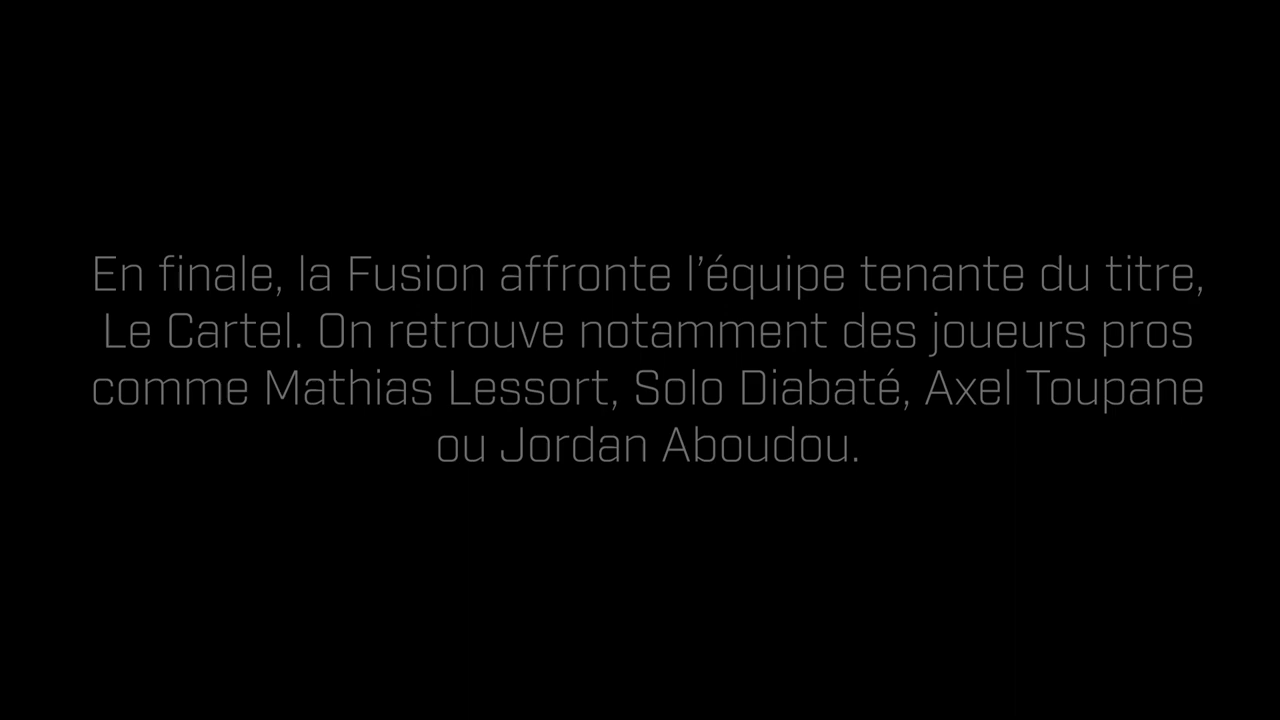 En finale, la Fusion affronte l’équipe tenante du titre,
Le Cartel. On retrouve notamment des joueurs pros
comme Mathias Lessort, Solo Diabaté, Axel Toupane
ou Jordan Aboudou.